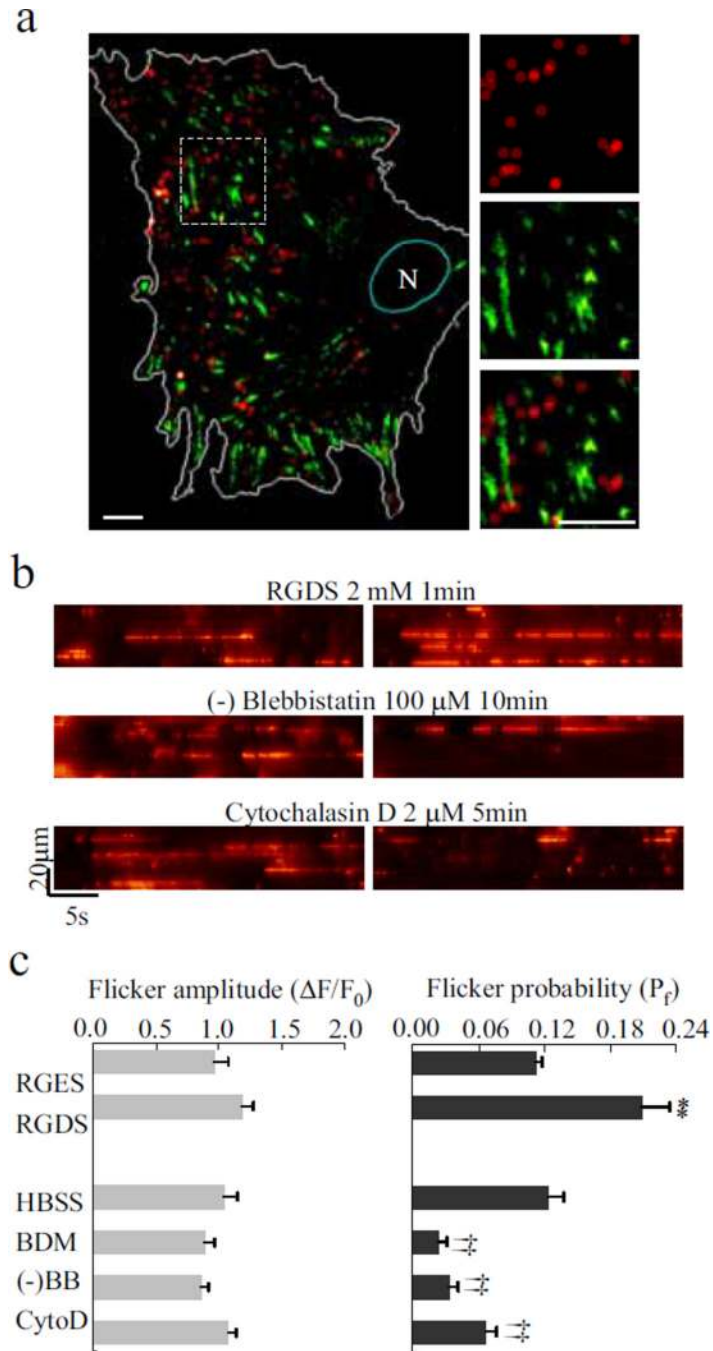 a
N
b
RGDS 2 mM 1min
(-) Blebbistatin 100 μM 10min
Cytochalasin D 2 μM 5min
20μm
5s
c
Flicker amplitude (ΔF/F₀)
0.0 0.5 1.0 1.5 2.0
Flicker probability (P_f)
0.00 0.06 0.12 0.18 0.24
RGES
RGDS
**
HBSS
BDM
‡‡
(-)BB
‡‡
CytoD
‡‡